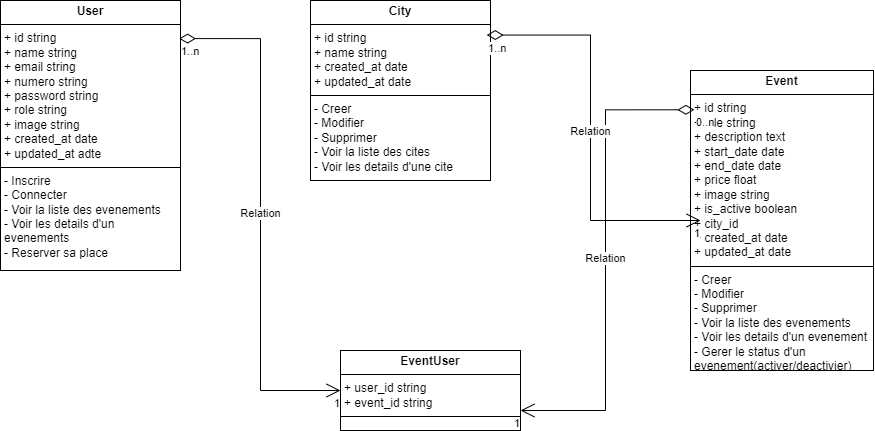 User
+ id string
+ name string
+ email string
+ numero string
+ password string
+ role string
+ image string
+ created_at date
+ updated_at adte
- Inscrire
- Connecter
- Voir la liste des evenements
- Voir les details d'un
evenements
- Reserver sa place
1..n
Relation
City
+ id string
+ name string
+ created_at date
+ updated_at date
- Creer
- Modifier
- Supprimer
- Voir la liste des cites
- Voir les details d'une cite
1..n
Relation
Event
+ id string
0..n
string
+ description text
+ start_date date
+ end_date date
+ price float
+ image string
+ is_active boolean
+ city_id
1
created_at date
+ updated_at date
- Creer
- Modifier
- Supprimer
- Voir la liste des evenements
- Voir les details d'un evenement
- Gerer le status d'un
evenement(activer/deactivier)
Relation
EventUser
+ user_id string
+ event_id string
1
1